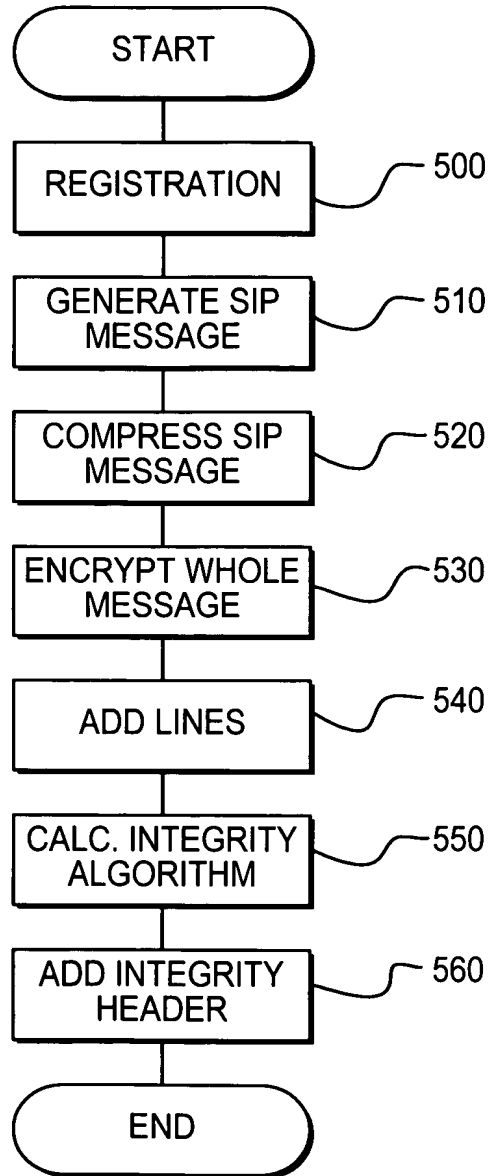 START
REGISTRATION
500
GENERATE SIP
MESSAGE
510
COMPRESS SIP
MESSAGE
520
ENCRYPT WHOLE
MESSAGE
530
ADD LINES
540
CALC. INTEGRITY
ALGORITHM
550
ADD INTEGRITY
HEADER
560
END